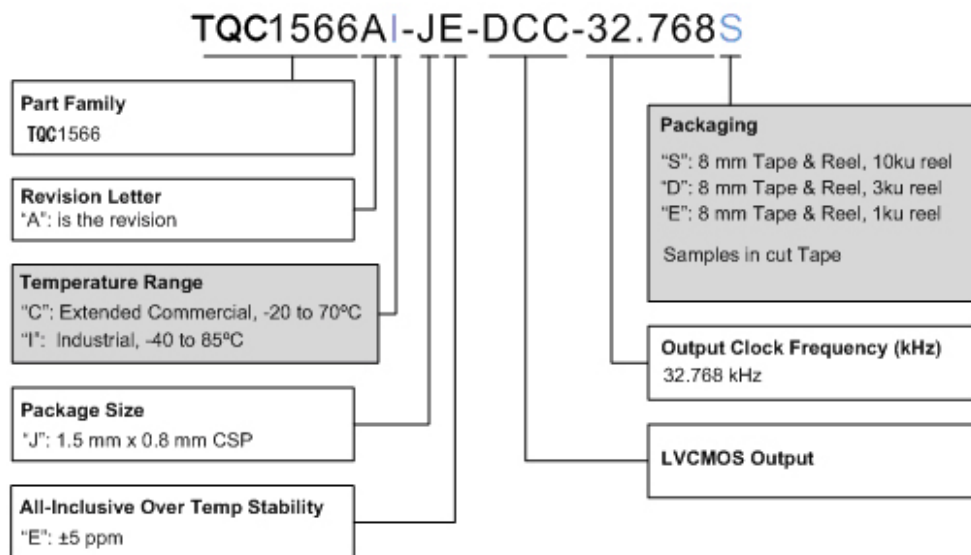 TQC1566AI-JE-DCC-32.768S
Part Family
TQC1566
Revision Letter
"A": is the revision
Temperature Range
"C": Extended Commercial, -20 to 70ºC
"I": Industrial, -40 to 85ºC
Package Size
"J": 1.5 mm x 0.8 mm CSP
All-Inclusive Over Temp Stability
"E": ±5 ppm
Packaging
"S": 8 mm Tape & Reel, 10ku reel
"D": 8 mm Tape & Reel, 3ku reel
"E": 8 mm Tape & Reel, 1ku reel
Samples in cut Tape
Output Clock Frequency (kHz)
32.768 kHz
LVCMOS Output